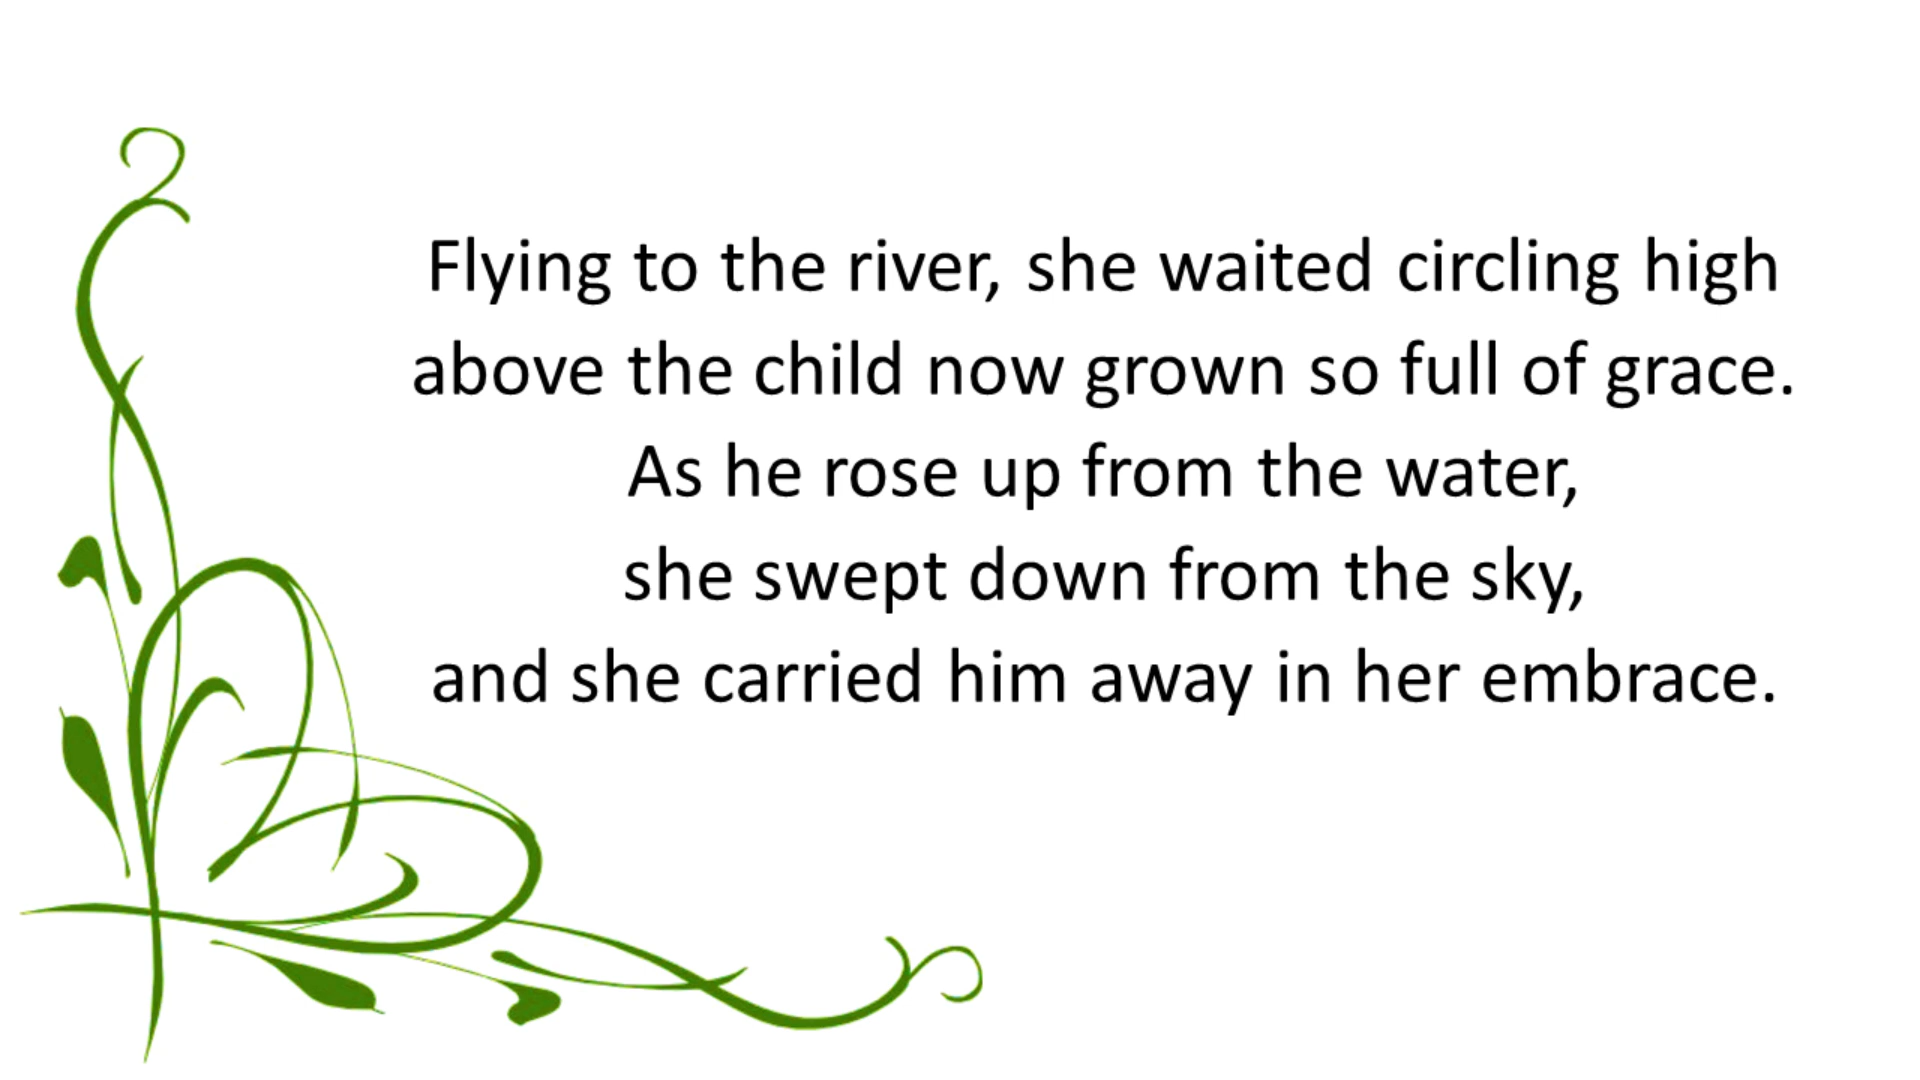 Flying to the river, she waited circling high
above the child now grown so full of grace.
As he rose up from the water,
she swept down from the sky,
and she carried him away in her embrace.